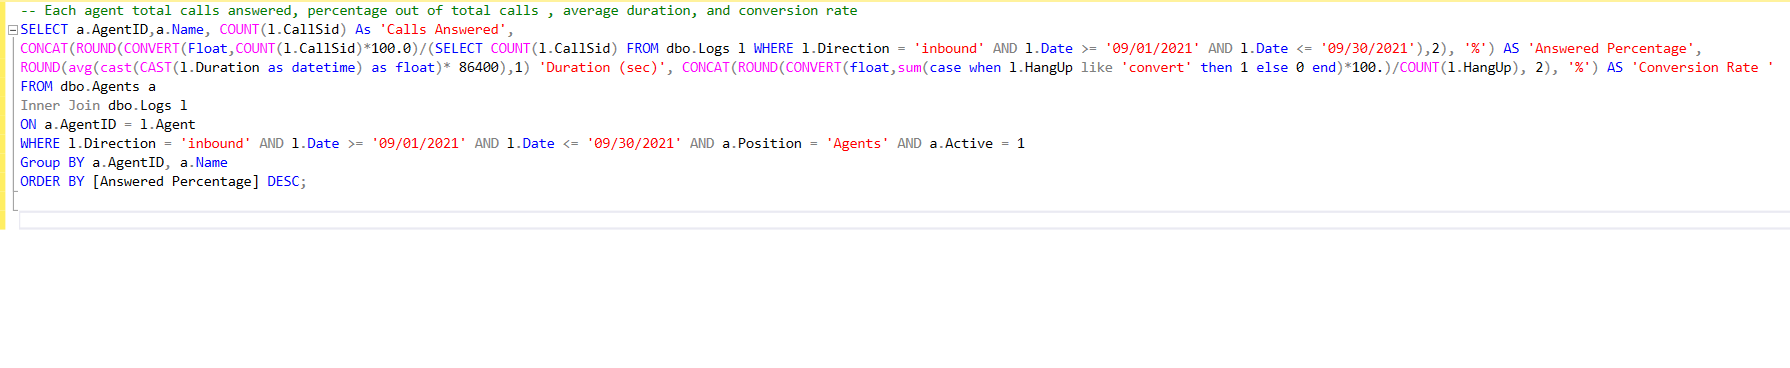 -- Each agent total calls answered, percentage out of total calls , average duration, and conversion rate
SELECT a.AgentID,a.Name, COUNT(l.CallSid) As 'Calls Answered',
CONCAT(ROUND(CONVERT(Float,COUNT(l.CallSid)*100.0)/(SELECT COUNT(l.CallSid) FROM dbo.Logs l WHERE l.Direction = 'inbound' AND l.Date >= '09/01/2021' AND l.Date <= '09/30/2021'),2), '%') AS 'Answered Percentage',
ROUND(avg(cast(CAST(l.Duration as datetime) as float)* 86400),1) 'Duration (sec)', CONCAT(ROUND(CONVERT(float,sum(case when l.HangUp like 'convert' then 1 else 0 end)*100.)/COUNT(l.HangUp), 2), '%') AS 'Conversion Rate '
FROM dbo.Agents a
Inner Join dbo.Logs l
ON a.AgentID = l.Agent
WHERE l.Direction = 'inbound' AND l.Date >= '09/01/2021' AND l.Date <= '09/30/2021' AND a.Position = 'Agents' AND a.Active = 1
Group BY a.AgentID, a.Name
ORDER BY [Answered Percentage] DESC;